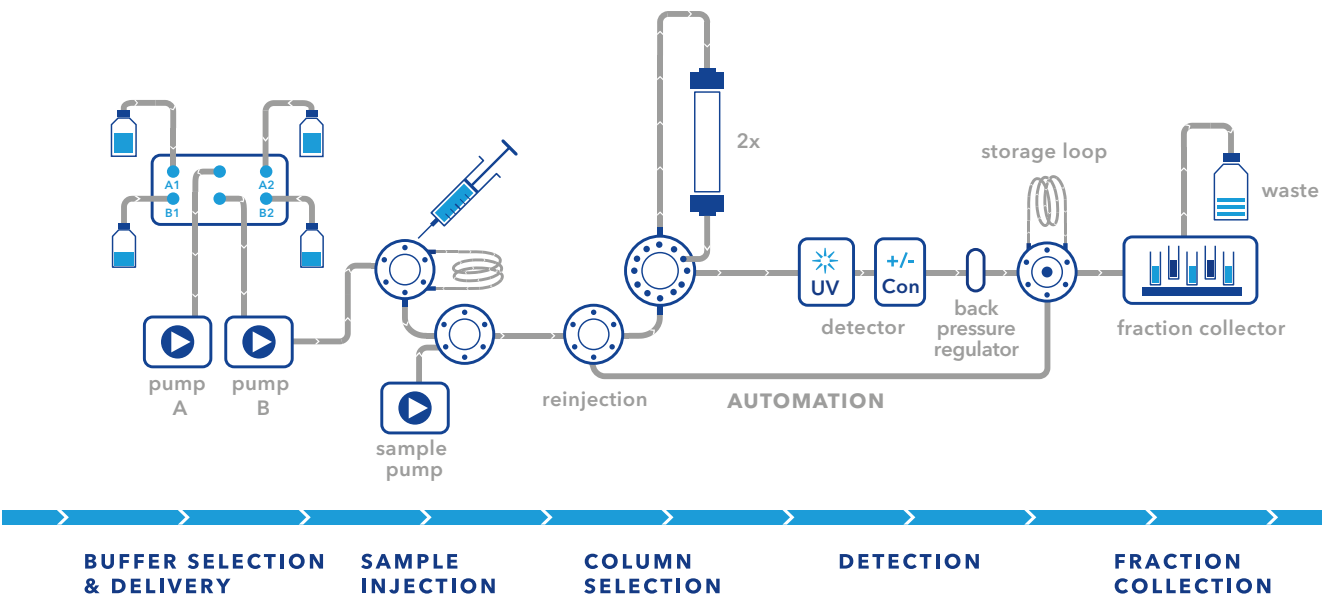 2x
storage loop
waste
A1
A2
B1
B2
UV
+/-
Con
detector
back
pressure
regulator
fraction collector
pump
A
pump
B
reinjection
AUTOMATION
sample
pump
BUFFER SELECTION
& DELIVERY
SAMPLE
INJECTION
COLUMN
SELECTION
DETECTION
FRACTION
COLLECTION